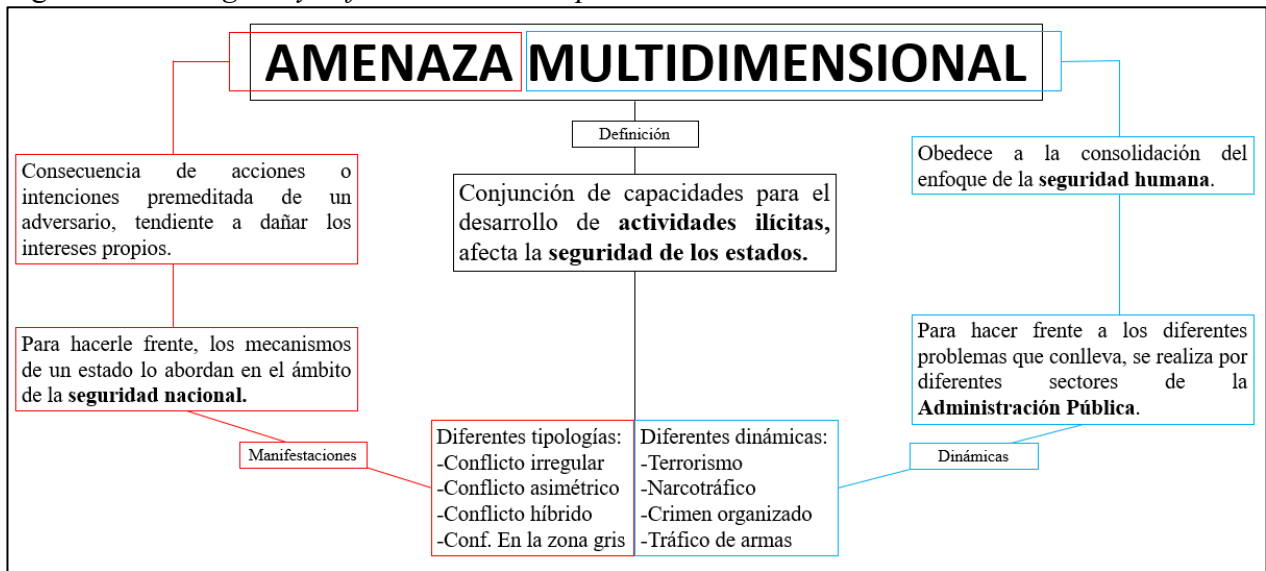 AMENAZA MULTIDIMENSIONAL
Definición
Consecuencia de acciones o
intenciones premeditada de un
adversario, tendiente a dañar los
intereses propios.
Conjunción de capacidades para el
desarrollo de actividades ilícitas,
afecta la seguridad de los estados.
Obedece a la consolidación del
enfoque de la seguridad humana.
Para hacerle frente, los mecanismos
de un estado lo abordan en el ámbito
de la seguridad nacional.
Para hacer frente a los diferentes
problemas que conlleva, se realiza por
diferentes sectores de la
Administración Pública.
Manifestaciones
Diferentes tipologías:
-Conflicto irregular
-Conflicto asimétrico
-Conflicto híbrido
-Conf. En la zona gris
Diferentes dinámicas:
-Terrorismo
-Narcotráfico
-Crimen organizado
-Tráfico de armas
Dinámicas